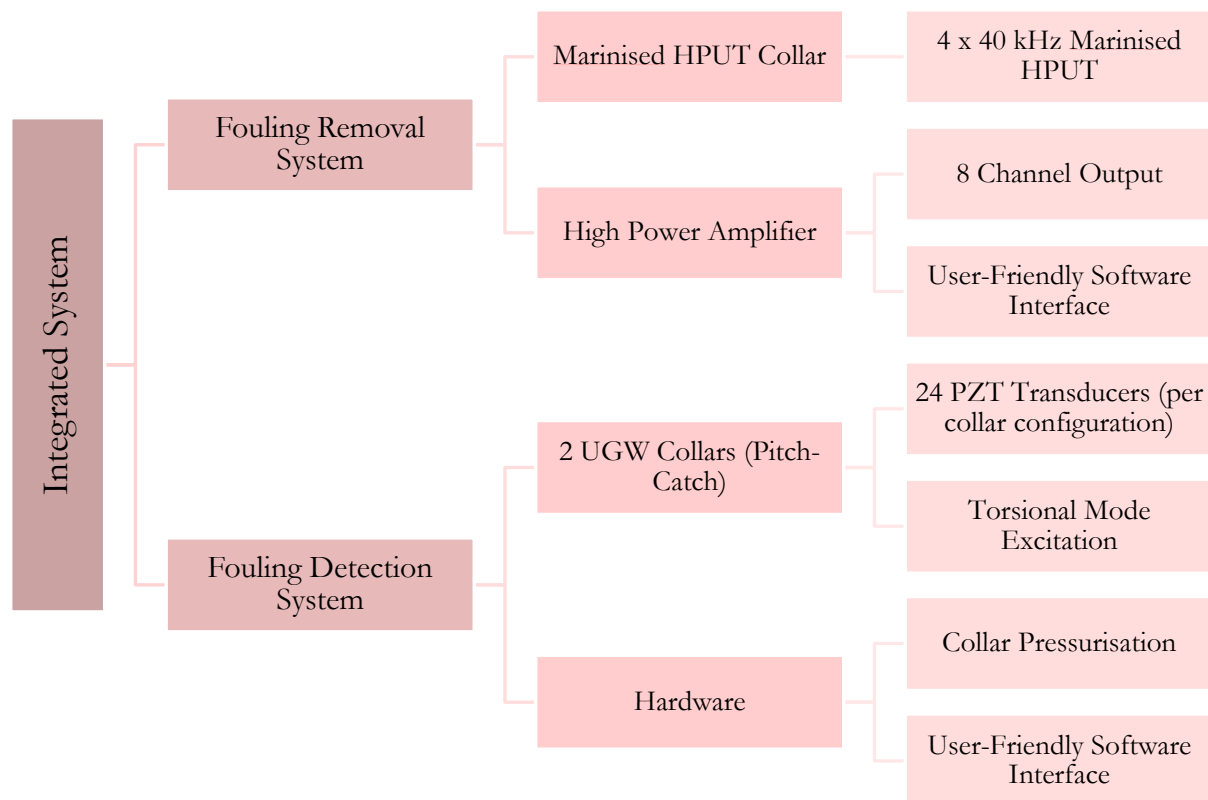 Integrated System
Fouling Removal
System
Marinised HPUT Collar
4 x 40 kHz Marinised
HPUT
High Power Amplifier
8 Channel Output
User-Friendly Software
Interface
Fouling Detection
System
2 UGW Collars (Pitch-
Catch)
24 PZT Transducers (per
collar configuration)
Torsional Mode
Excitation
Hardware
Collar Pressurisation
User-Friendly Software
Interface